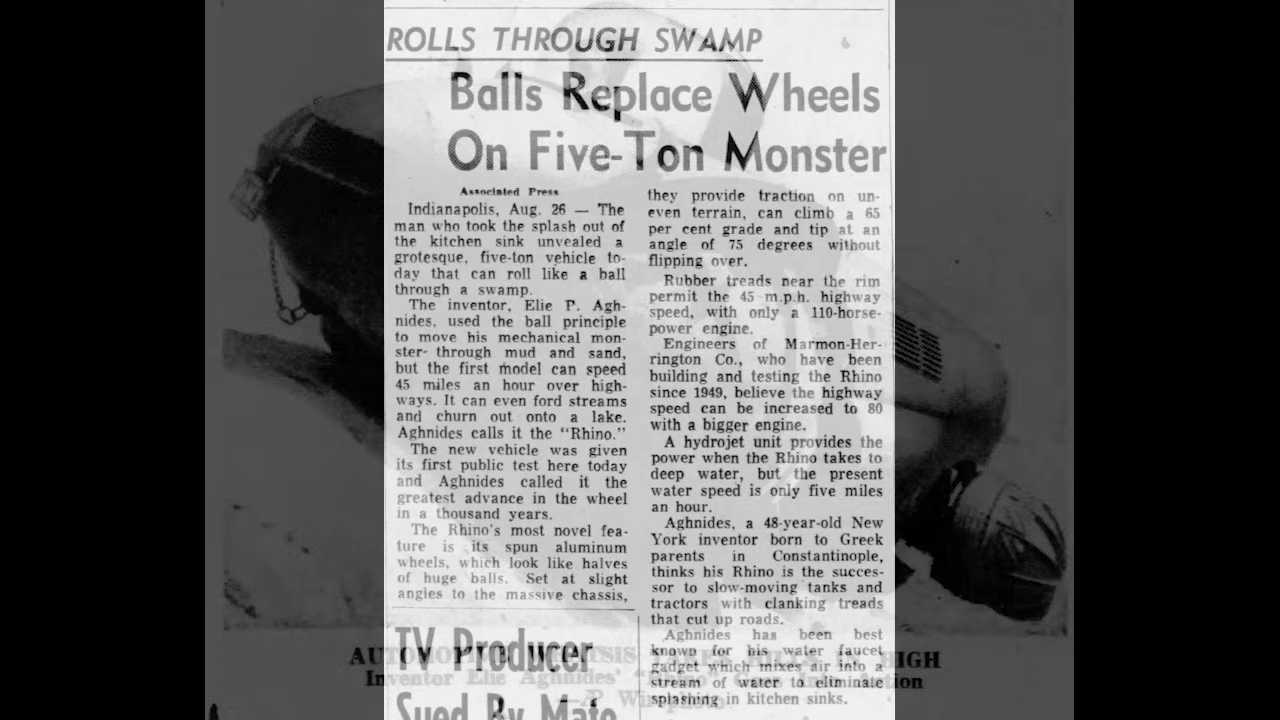 ROLLS THROUGH SWAMP
Balls Replace Wheels
On Five-Ton Monster
Associated Press
Indianapolis, Aug. 26 — The
man who took the splash out of
the kitchen sink unvealed a
grotesque, five-ton vehicle to-
day that can roll like a ball
through a swamp.
The inventor, Elie P. Agh-
nides, used the ball principle
to move his mechanical mon-
ster- through mud and sand,
but the first model can speed
45 miles an hour over high-
ways. It can even ford streams
and churn out onto a lake.
Aghnides calls it the “Rhino.”
The new vehicle was given
its first public test here today
and Aghnides called it the
greatest advance in the wheel
in a thousand years.
The Rhino's most novel fea-
ture is its spun aluminum
wheels, which look like halves
of huge balls. Set at slight
angles to the massive chassis,
they provide traction on un-
even terrain, can climb a 65
per cent grade and tip at an
angle of 75 degrees without
flipping over.
Rubber treads near the rim
permit the 45 m.p.h. highway
speed, with only a 110-horse-
power engine.
Engineers of Marmon-Her-
rington Co., who have been
building and testing the Rhino
since 1949, believe the highway
speed can be increased to 80
with a bigger engine.
A hydrojet unit provides the
power when the Rhino takes to
deep water, but the present
water speed is only five miles
an hour.
Aghnides, a 48-year-old New
York inventor born to Greek
parents in Constantinople,
thinks his Rhino is the succes-
sor to slow-moving tanks and
tractors with clanking treads
that cut up roads.
Aghnides has been best
known for his water faucet
gadget which mixes air into a
stream of water to eliminate
splashing in kitchen sinks.
TV Producer
Sued By Mate
HIGH
Inventor Elie Aghnides'